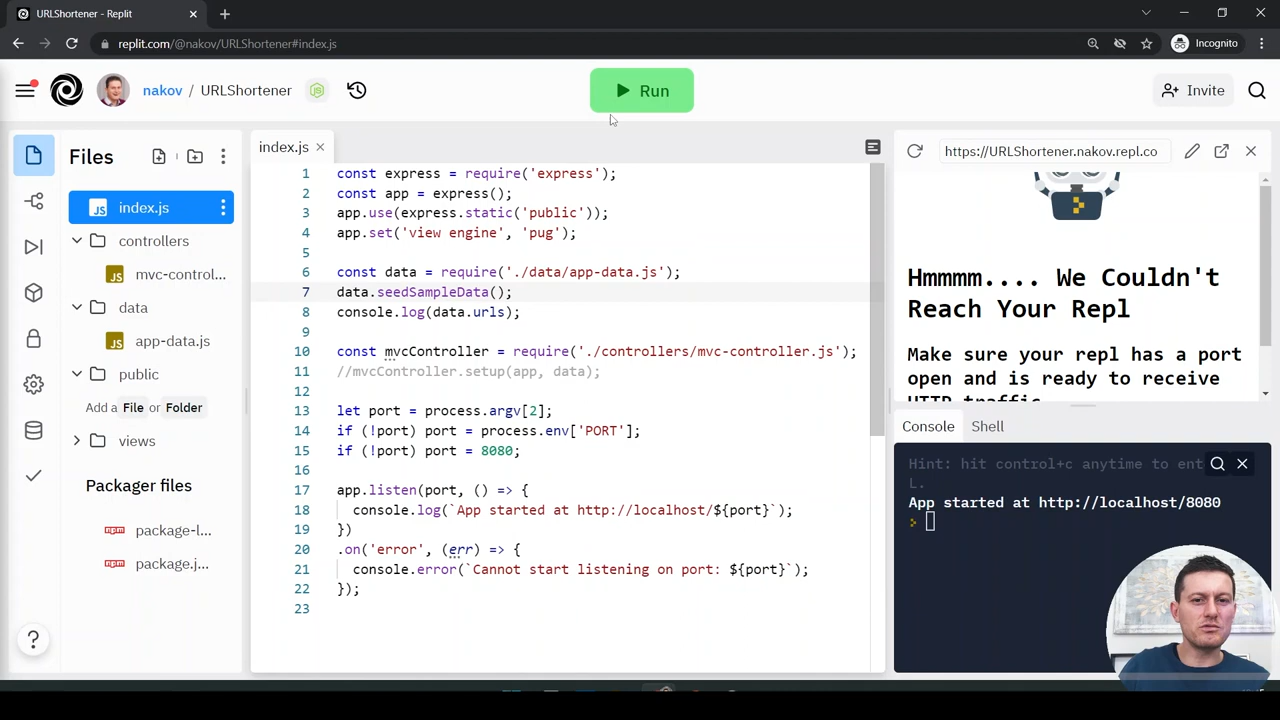 URLShortener - Replit
replit.com/@nakov/URLShortener#index.js
Incognito
nakov / URLShortener
Run
Invite
Files
JS index.js
controllers
JS mvc-control...
data
JS app-data.js
public
Add a File or Folder
views
Packager files
npm package-l...
npm package.j...
?
index.js
1 const express = require('express');
2 const app = express();
3 app.use(express.static('public'));
4 app.set('view engine', 'pug');
5
6 const data = require('./data/app-data.js');
7 data.seedSampleData();
8 console.log(data.urls);
9
10 const mvcController = require('./controllers/mvc-controller.js');
11 //mvcController.setup(app, data);
12
13 let port = process.argv[2];
14 if (!port) port = process.env['PORT'];
15 if (!port) port = 8080;
16
17 app.listen(port, () => {
18 console.log(`App started at http://localhost/${port}`);
19 })
20 .on('error', (err) => {
21 console.error(`Cannot start listening on port: ${port}`);
22 });
23
https://URLShortener.nakov.repl.co
Hmmmm.... We Couldn't
Reach Your Repl
Make sure your repl has a port
open and is ready to receive
HTTP traffic
Console
Shell
Hint: hit control+c anytime to ent
L.
App started at http://localhost/8080